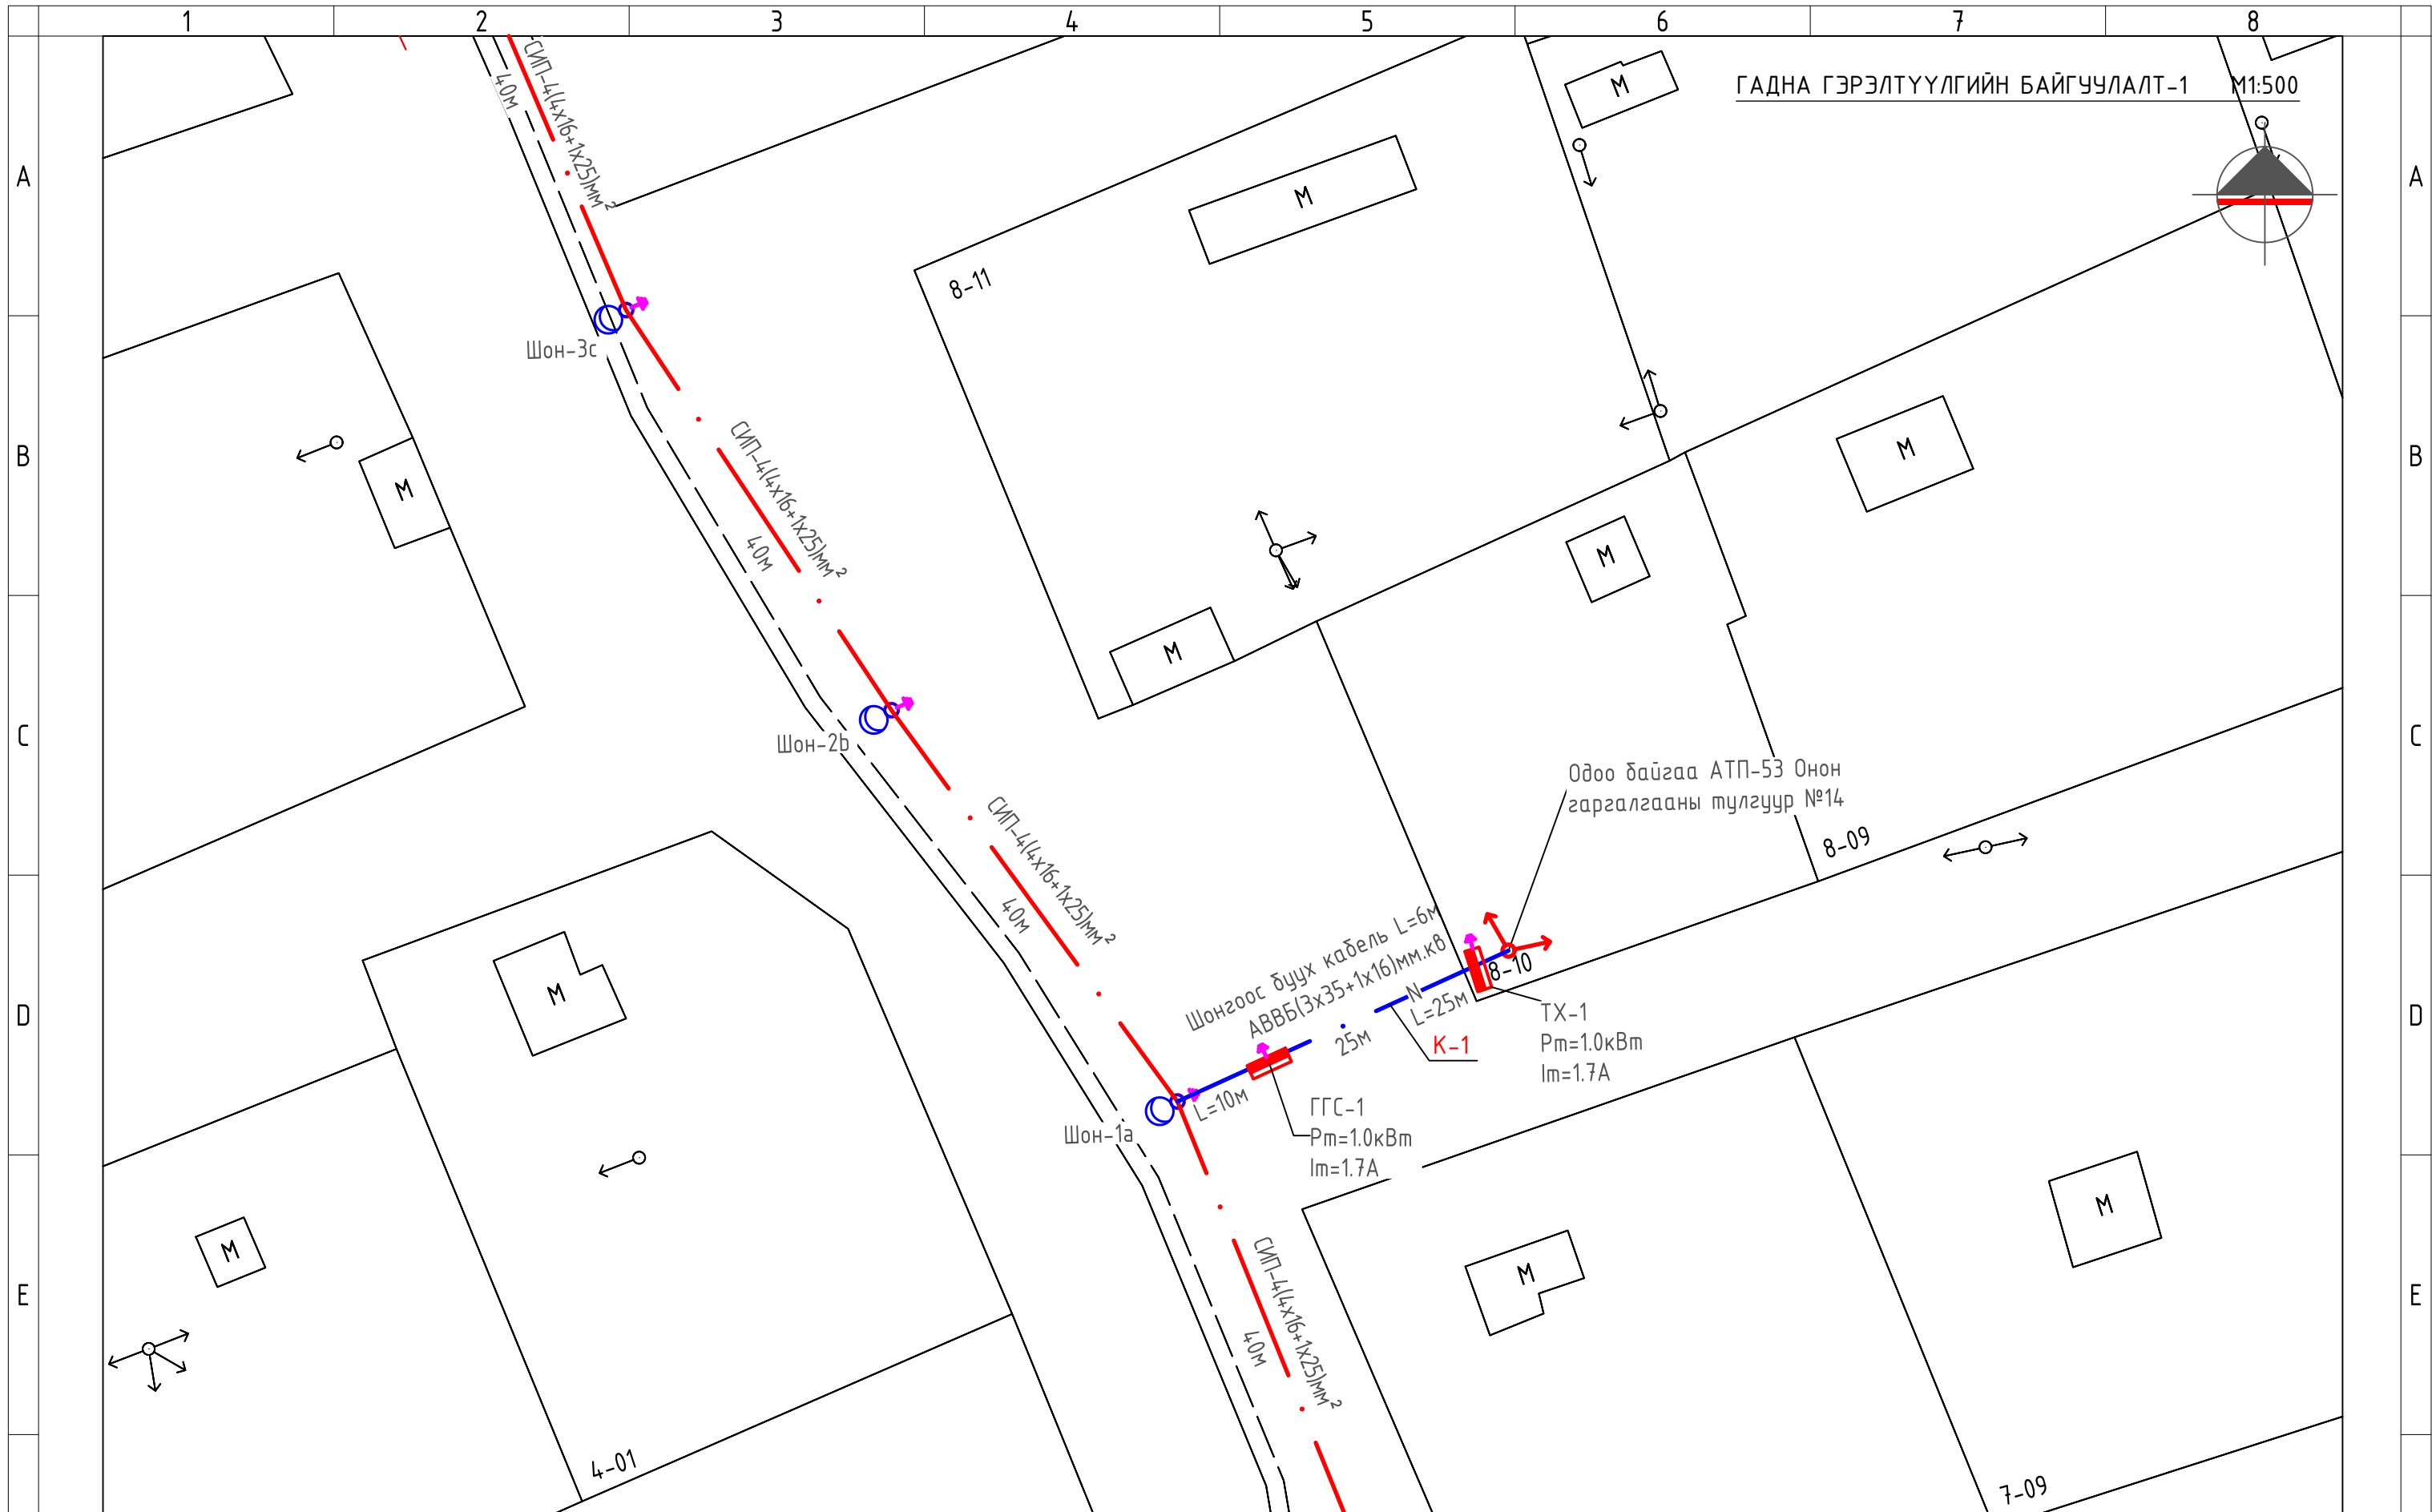 1 2 3 4 5 6 7 8
ГАДНА ГЭРЭЛТҮҮЛГИЙН БАЙГУУЛАЛТ-1 М1:500
A A
М
СИП-4(4х16+1х25)мм²
40м
М
8-11
Шон-3c
B B
М
М
СИП-4(4х16+1х25)мм²
40м
М
М
C C
Шон-2b
Одоо байгаа АТП-53 Онон
гаргалгааны тулгуур №14
8-09
СИП-4(4х16+1х25)мм²
40м
Шонгоос буух кабель L=6м
АВВБ(3х35+1х16)мм.кв
8-10
М
D D
N
L=25м
25м
К-1
ТХ-1
Pm=1.0кВт
Im=1.7А
L=10м
ГГС-1
Pm=1.0кВт
Im=1.7А
Шон-1a
М
М
М
E E
СИП-4(4х16+1х25)мм²
40м
4-01
7-09